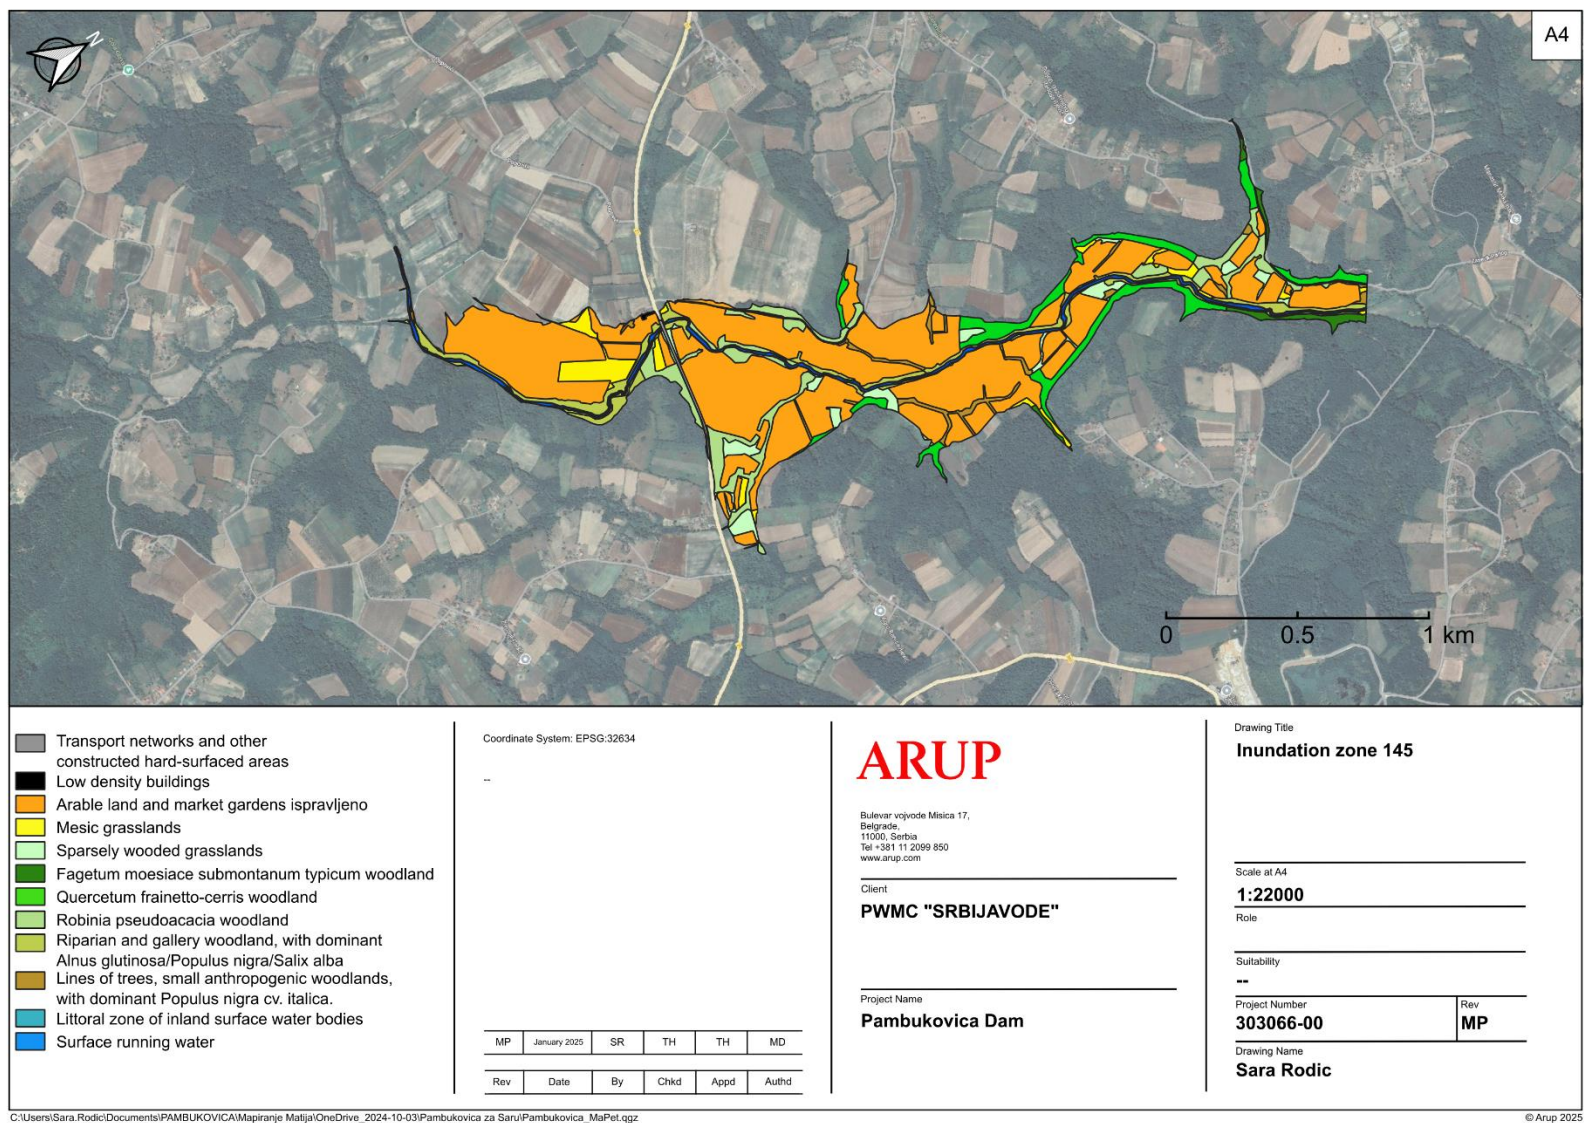 A4
N
0 0.5 1 km
Transport networks and other
constructed hard-surfaced areas
Low density buildings
Arable land and market gardens ispravljeno
Mesic grasslands
Sparsely wooded grasslands
Fagetum moesiace submontanum typicum woodland
Quercetum frainetto-cerris woodland
Robinia pseudoacacia woodland
Riparian and gallery woodland, with dominant
Alnus glutinosa/Populus nigra/Salix alba
Lines of trees, small anthropogenic woodlands,
with dominant Populus nigra cv. italica.
Littoral zone of inland surface water bodies
Surface running water
Coordinate System: EPSG:32634
--
MP January 2025 SR TH TH MD
Rev Date By Chkd Appd Authd
ARUP
Bulevar vojvode Misica 17,
Belgrade,
11000, Serbia
Tel +381 11 2099 850
www.arup.com
Client
PWMC "SRBIJAVODE"
Project Name
Pambukovica Dam
Drawing Title
Inundation zone 145
Scale at A4
1:22000
Role
Suitability
--
Project Number Rev
303066-00 MP
Drawing Name
Sara Rodic
C:\Users\Sara.Rodic\Documents\PAMBUKOVICA\Mapiranje Matija\OneDrive_2024-10-03\Pambukovica za Saru\Pambukovica_MaPet.qgz
© Arup 2025